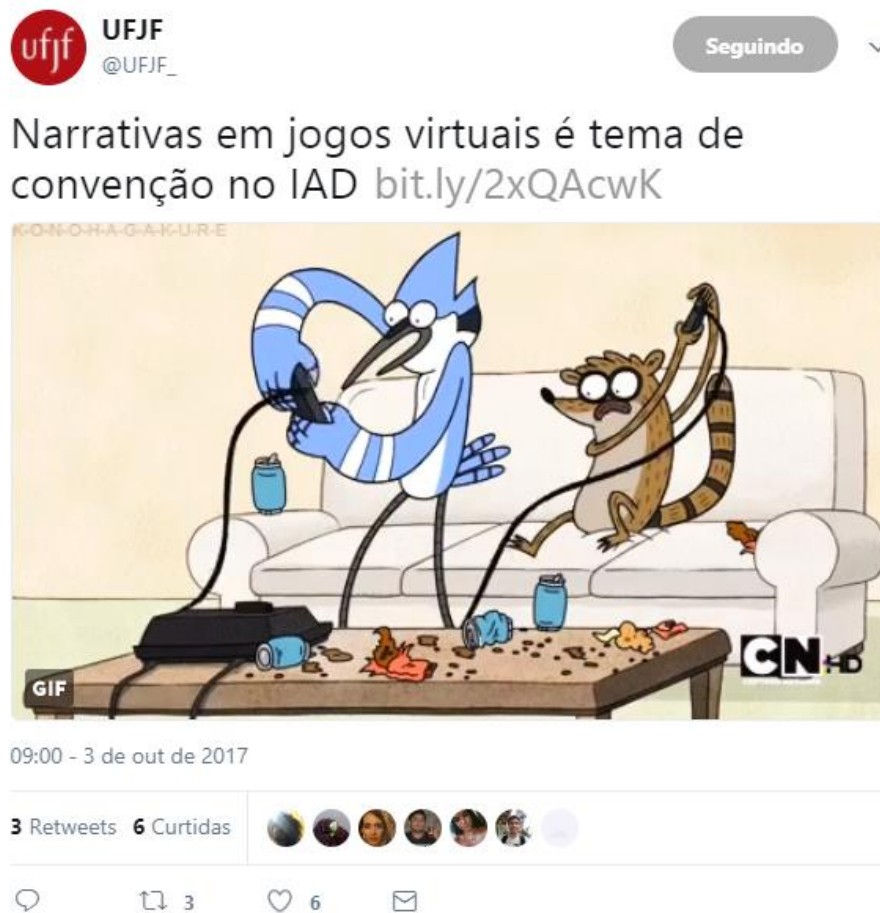 ufjf
UFJF
@UFJF_
Seguindo
Narrativas em jogos virtuais é tema de
convenção no IAD bit.ly/2xQAcwK
K-O-N-O-H-A-G-A-K-U-R-E
GIF
CN HD
09:00 - 3 de out de 2017
3 Retweets 6 Curtidas
3 6